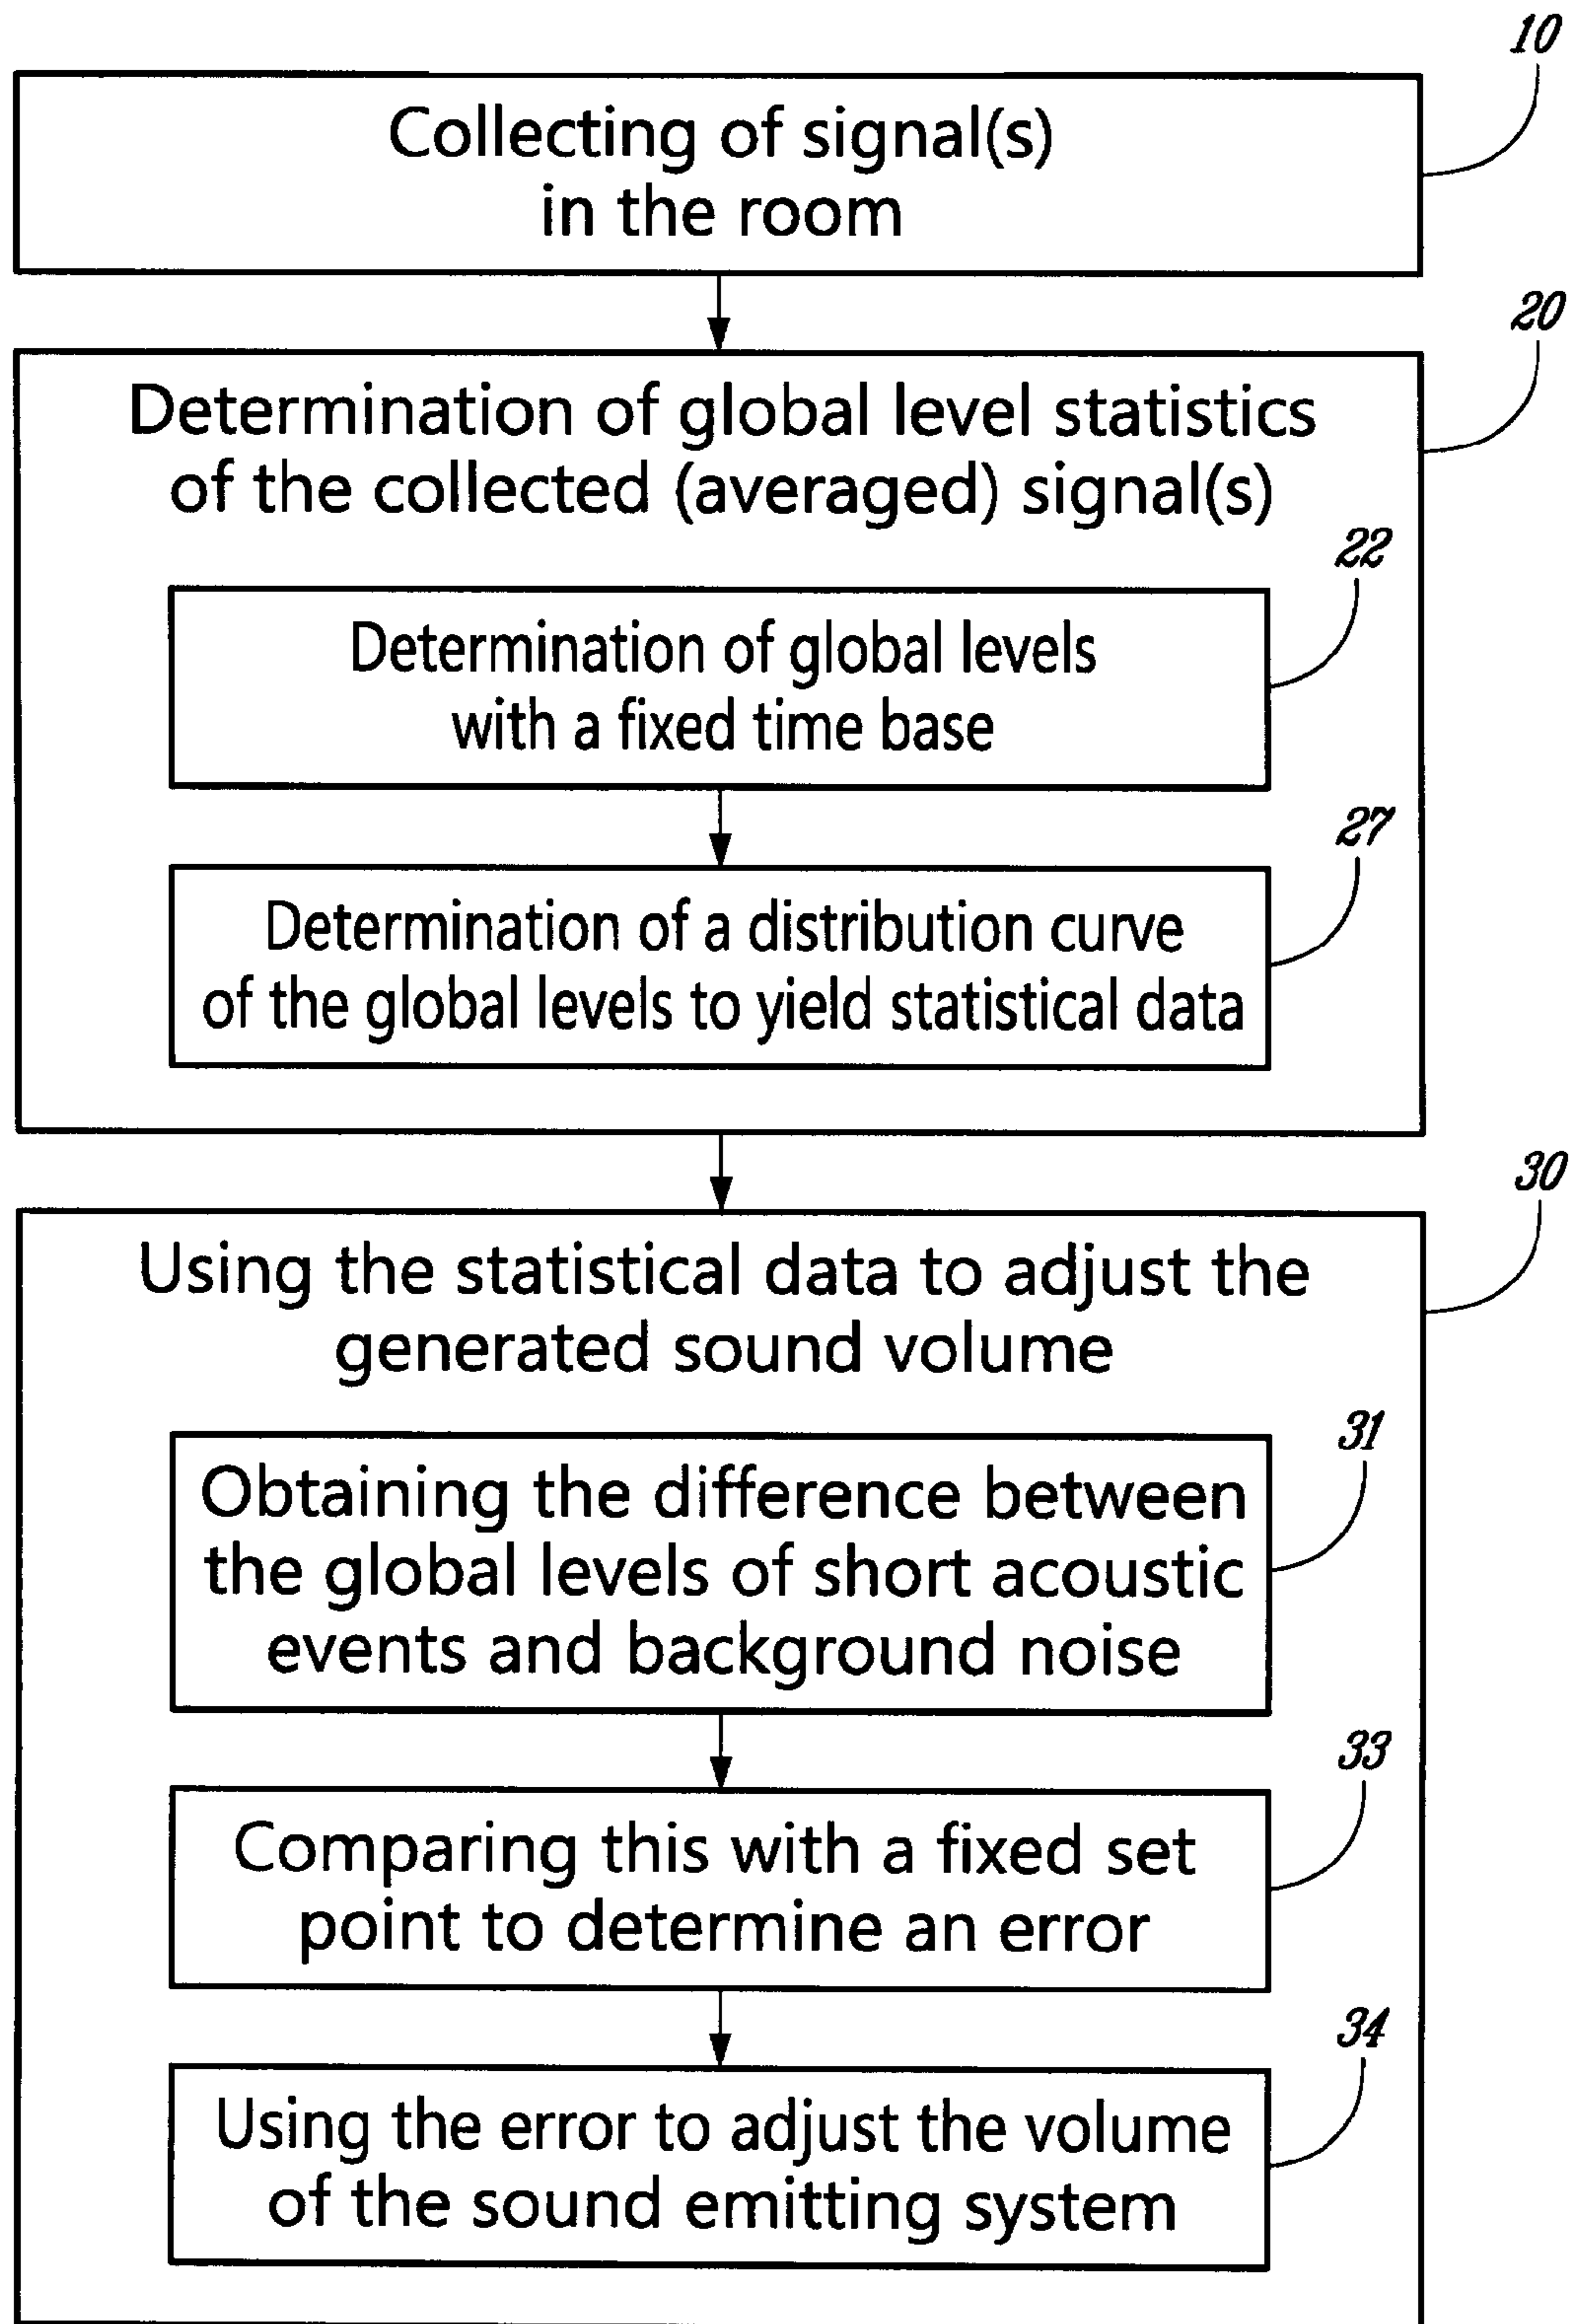 10
Collecting of signal(s)
in the room
20
Determination of global level statistics
of the collected (averaged) signal(s)
22
Determination of global levels
with a fixed time base
27
Determination of a distribution curve
of the global levels to yield statistical data
30
Using the statistical data to adjust the
generated sound volume
31
Obtaining the difference between
the global levels of short acoustic
events and background noise
33
Comparing this with a fixed set
point to determine an error
34
Using the error to adjust the volume
of the sound emitting system